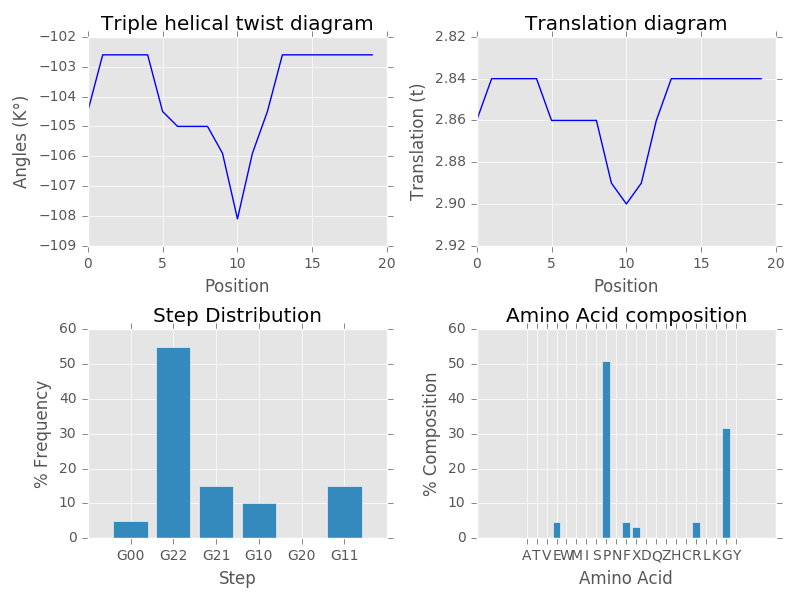 Triple helical twist diagram
−102
−103
−104
−105
−106
−107
−108
−109
Angles (K°)
0 5 10 15 20
Position
Translation diagram
2.82
2.84
2.86
2.88
2.90
2.92
Translation (t)
0 5 10 15 20
Position
Step Distribution
60
50
40
30
20
10
0
% Frequency
G00 G22 G21 G10 G20 G11
Step
Amino Acid composition
60
50
40
30
20
10
0
% Composition
A T V E W M I S P N F X D Q Z H C R L K G Y
Amino Acid